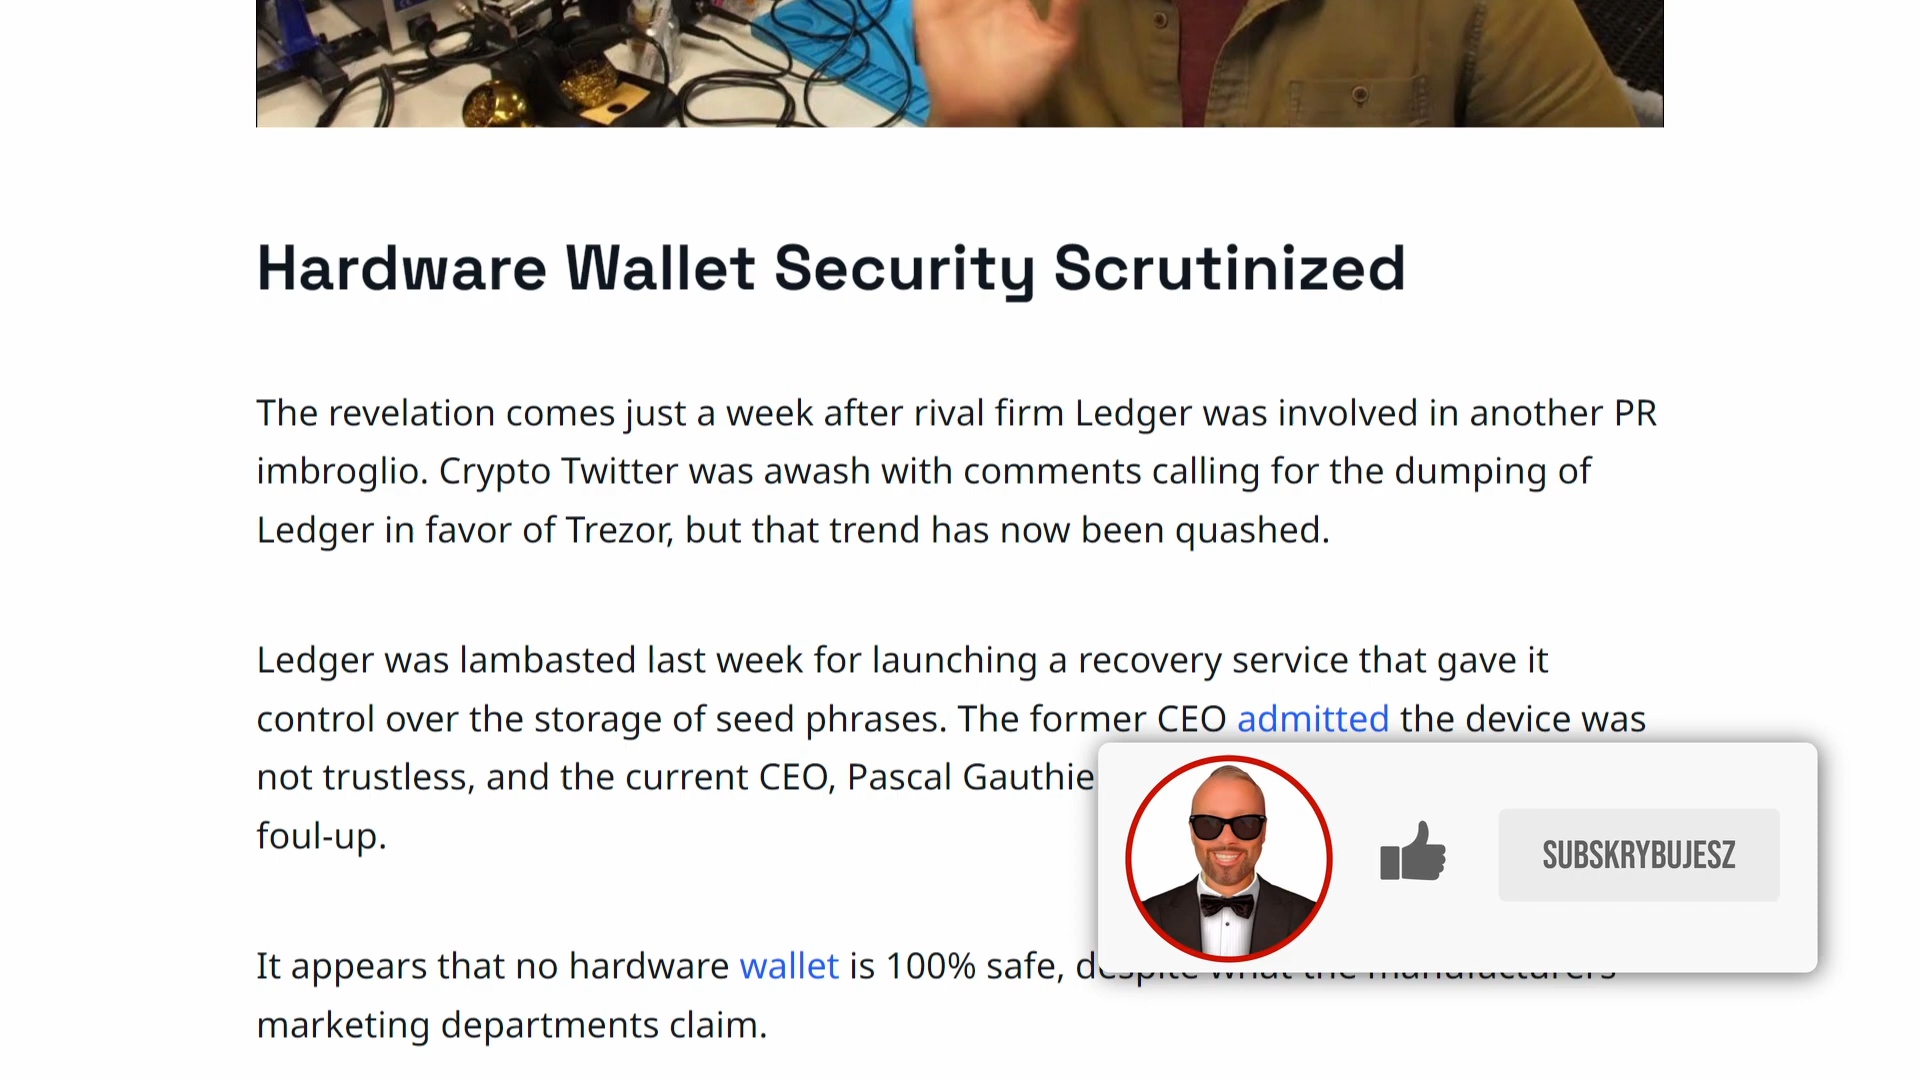 Hardware Wallet Security Scrutinized
The revelation comes just a week after rival firm Ledger was involved in another PR
imbroglio. Crypto Twitter was awash with comments calling for the dumping of
Ledger in favor of Trezor, but that trend has now been quashed.
Ledger was lambasted last week for launching a recovery service that gave it
control over the storage of seed phrases. The former CEO admitted the device was
not trustless, and the current CEO, Pascal Gauthie
foul-up.
SUBSKRYBUJESZ
It appears that no hardware wallet is 100% safe, despite what the manufacturers
marketing departments claim.